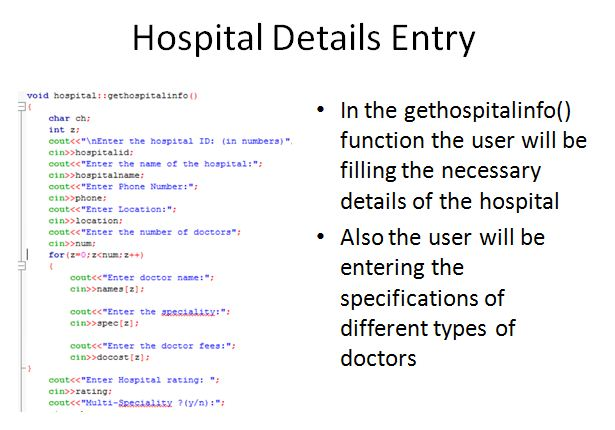 Hospital Details Entry
void hospital::gethospitalinfo()
{
char ch;
int z;
cout<<"\nEnter the hospital ID: (in numbers)".
cin>>hospitalid;
cout<<"Enter the name of the hospital:";
cin>>hospitalname;
cout<<"Enter Phone Number:";
cin>>phone;
cout<<"Enter Location:";
cin>>location;
cout<<"Enter the number of doctors";
cin>>num;
for(z=0;z<num;z++)
{
cout<<"Enter doctor name:";
cin>>names[z];
cout<<"Enter the speciality:";
cin>>spec[z];
cout<<"Enter the doctor fees:";
cin>>docost[z];
}
cout<<"Enter Hospital rating: ";
cin>>rating;
cout<<"Multi-Speciality ?(y/n):";
• In the gethospitalinfo()
function the user will be
filling the necessary
details of the hospital
• Also the user will be
entering the
specifications of
different types of
doctors